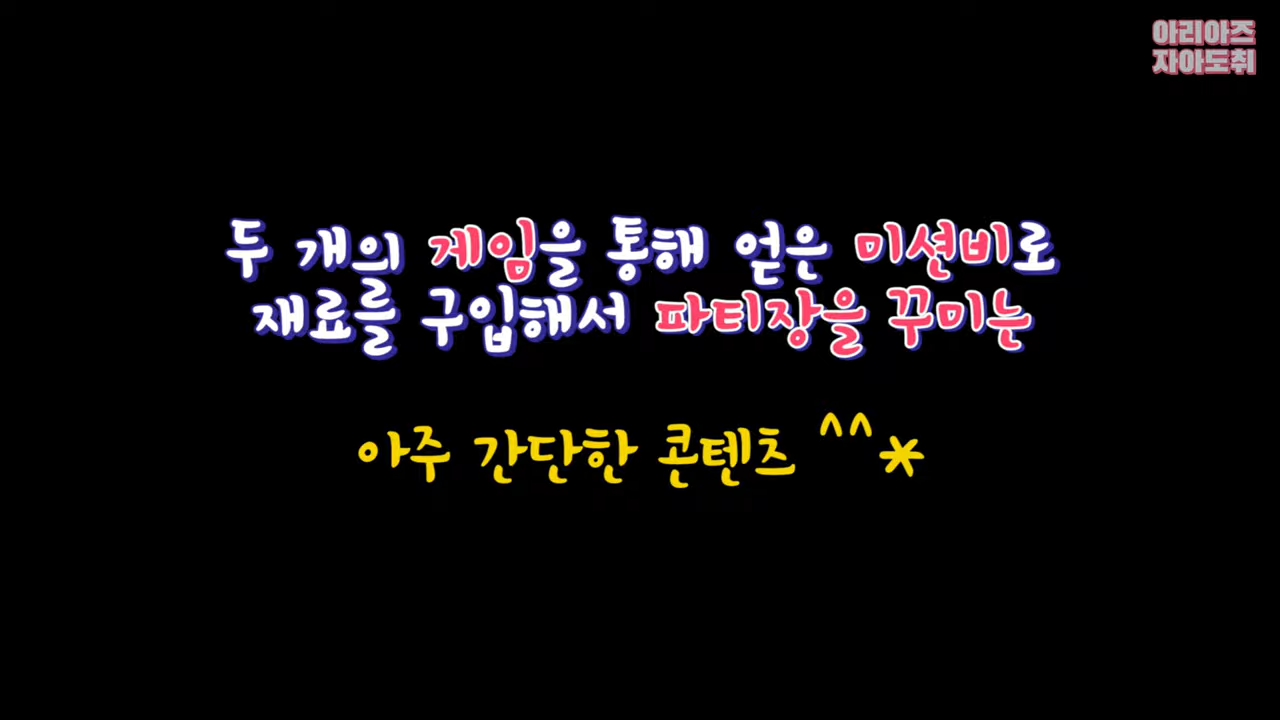 아리아즈
자아도취
두 개의 게임을 통해 얻은 미션비로
재료를 구입해서 파티장을 꾸미는
아주 간단한 콘텐츠 ^^*